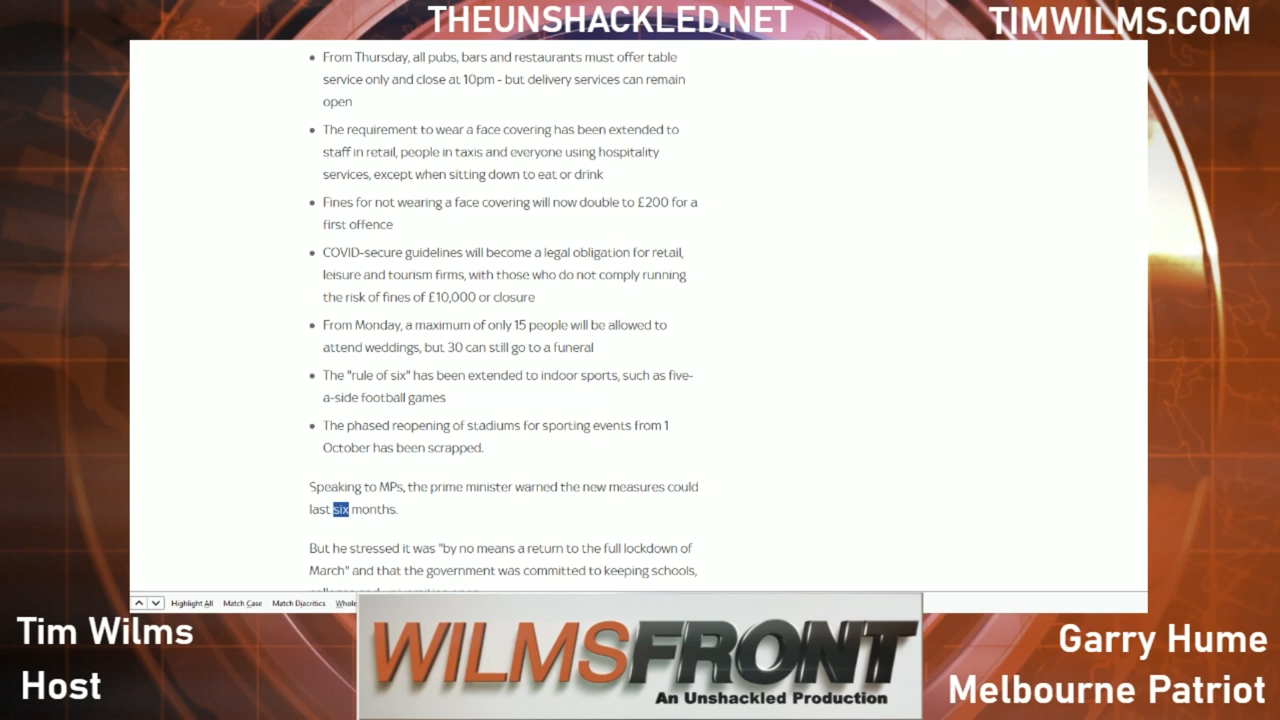 THEUNSHACKLED.NET
TIMWILMS.COM
• From Thursday, all pubs, bars and restaurants must offer table
service only and close at 10pm - but delivery services can remain
open
• The requirement to wear a face covering has been extended to
staff in retail, people in taxis and everyone using hospitality
services, except when sitting down to eat or drink
• Fines for not wearing a face covering will now double to £200 for a
first offence
• COVID-secure guidelines will become a legal obligation for retail,
leisure and tourism firms, with those who do not comply running
the risk of fines of £10,000 or closure
• From Monday, a maximum of only 15 people will be allowed to
attend weddings, but 30 can still go to a funeral
• The "rule of six" has been extended to indoor sports, such as five-
a-side football games
• The phased reopening of stadiums for sporting events from 1
October has been scrapped.
Speaking to MPs, the prime minister warned the new measures could
last six months.
But he stressed it was "by no means a return to the full lockdown of
March" and that the government was committed to keeping schools,
Highlight All Match Case Match Diacritics Whole
Tim Wilms
Host
WILMSFRONT
An Unshackled Production
Garry Hume
Melbourne Patriot